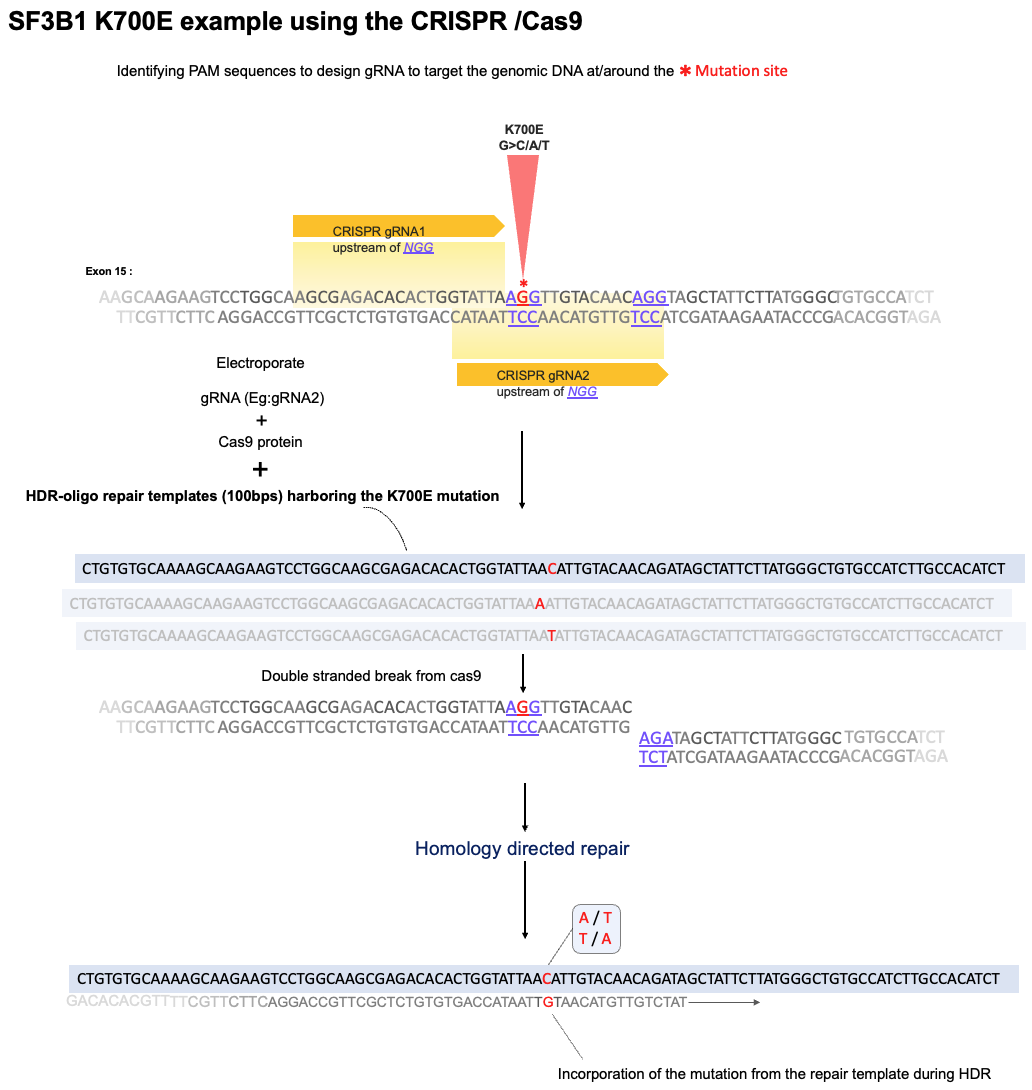 SF3B1 K700E example using the CRISPR /Cas9
Identifying PAM sequences to design gRNA to target the genomic DNA at/around the * Mutation site
K700E
G>C/A/T
CRISPR gRNA1
upstream of NGG
Exon 15 :
*
AAGCAAGAAGTCCTGGCAAGCGAGACACACTGGTATTAAGGTTGTACAACAGGTAGCTATTCTTATGGGCTGTGCCATCT
TTCGTTCTTC AGGACCGTTCGCTCTGTGTGACCATAATTCCAACATGTTGTCCATCGATAAGAATACCCGACACGGTAGA
CRISPR gRNA2
upstream of NGG
Electroporate
gRNA (Eg:gRNA2)
+
Cas9 protein
+
HDR-oligo repair templates (100bps) harboring the K700E mutation
CTGTGTGCAAAAGCAAGAAGTCCTGGCAAGCGAGACACACTGGTATTAACATTGTACAACAGATAGCTATTCTTATGGGCTGTGCCATCTTGCCACATCT
CTGTGTGCAAAAGCAAGAAGTCCTGGCAAGCGAGACACACTGGTATTAAAATTGTACAACAGATAGCTATTCTTATGGGCTGTGCCATCTTGCCACATCT
CTGTGTGCAAAAGCAAGAAGTCCTGGCAAGCGAGACACACTGGTATTAATATTGTACAACAGATAGCTATTCTTATGGGCTGTGCCATCTTGCCACATCT
Double stranded break from cas9
AAGCAAGAAGTCCTGGCAAGCGAGACACACTGGTATTAAGGTTGTACAAC
TTCGTTCTTC AGGACCGTTCGCTCTGTGTGACCATAATTCCAACATGTTG
AGATAGCTATTCTTATGGGC TGTGCCATCT
TCTATCGATAAGAATACCCGACACGGTAGA
Homology directed repair
A / T
T / A
CTGTGTGCAAAAGCAAGAAGTCCTGGCAAGCGAGACACACTGGTATTAACATTGTACAACAGATAGCTATTCTTATGGGCTGTGCCATCTTGCCACATCT
GACACACGTTTTCGTTCTTCAGGACCGTTCGCTCTGTGTGACCATAATTGTAACATGTTGTCTAT
Incorporation of the mutation from the repair template during HDR